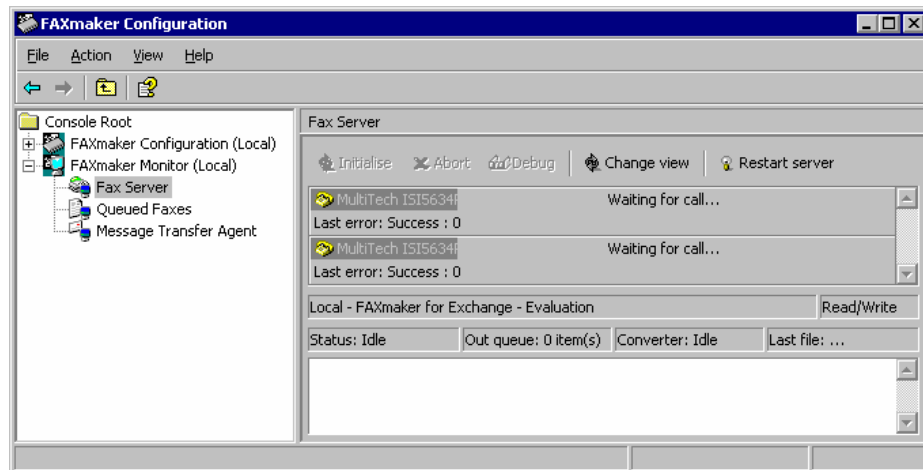 FAXmaker Configuration
File Action View Help
Console Root
FAXmaker Configuration (Local)
FAXmaker Monitor (Local)
Fax Server
Queued Faxes
Message Transfer Agent
Fax Server
Initialise Abort Debug Change view Restart server
MultiTech ISI5634P Waiting for call...
Last error: Success : 0
MultiTech ISI5634P Waiting for call...
Last error: Success : 0
Local - FAXmaker for Exchange - Evaluation Read/Write
Status: Idle Out queue: 0 item(s) Converter: Idle Last file: ...